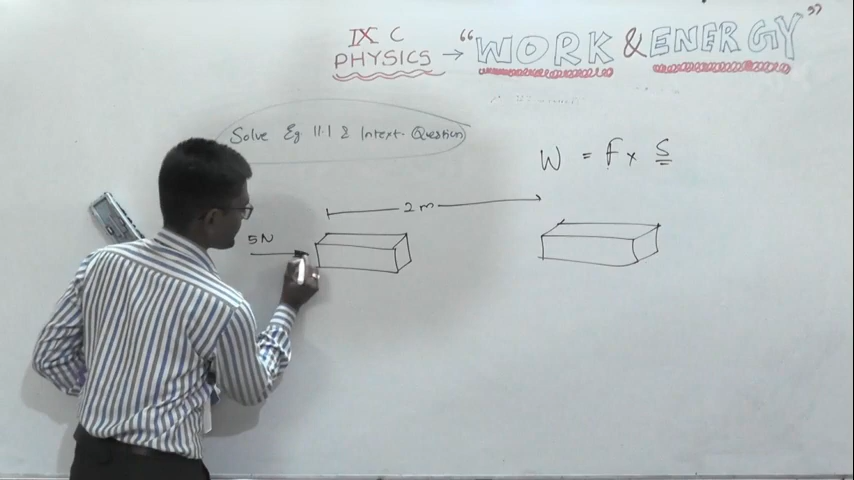 IX C
PHYSICS → "WORK & ENERGY"
Solve Eg 11.1 & Intext. Question
W = F x S
2 m
5N